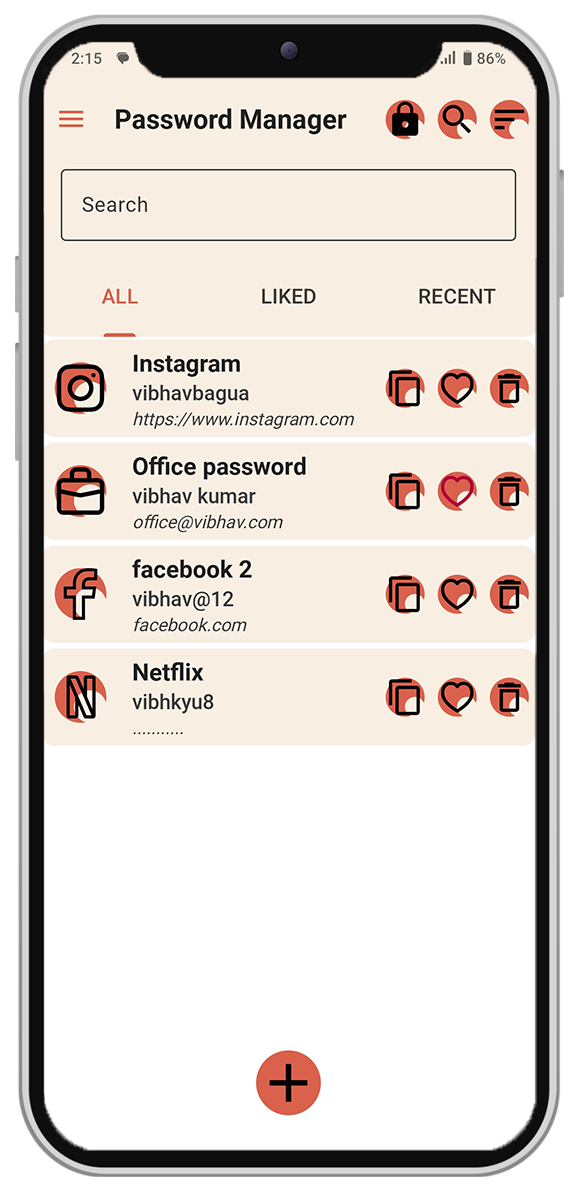 2:15 86%
Password Manager
Search
ALL LIKED RECENT
Instagram
vibhavbagua
https://www.instagram.com
Office password
vibhav kumar
office@vibhav.com
facebook 2
vibhav@12
facebook.com
Netflix
vibhkyu8
...........